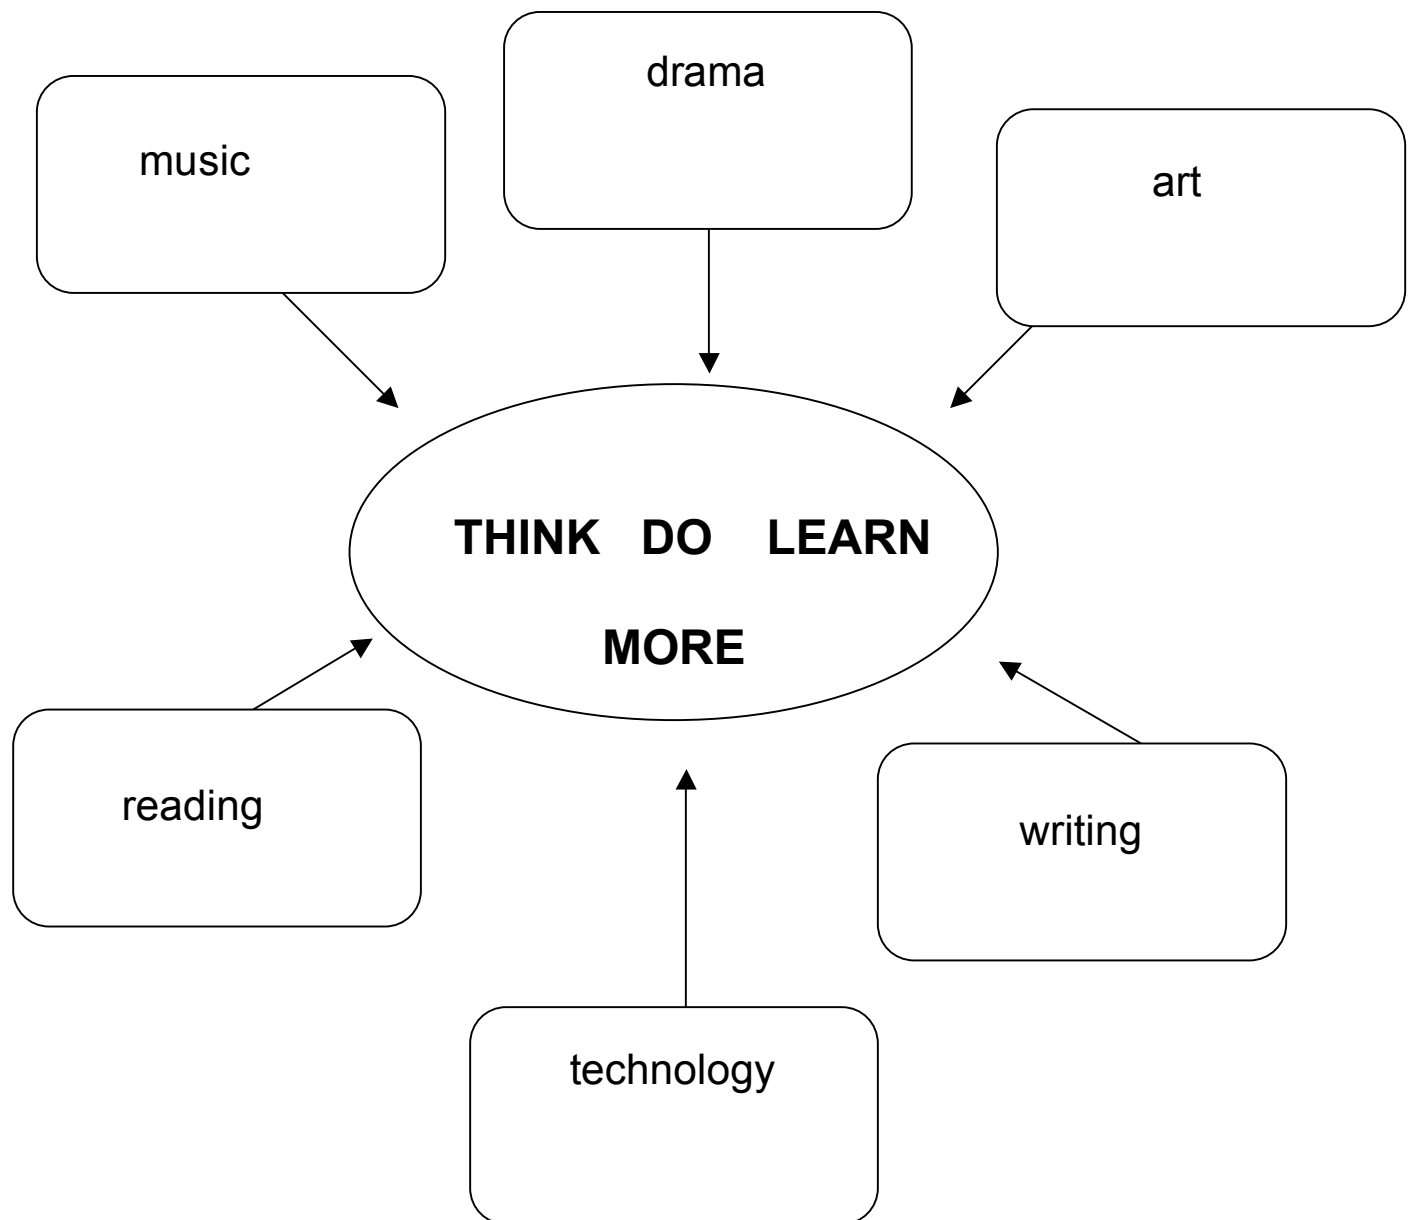 drama
music
art
THINK DO LEARN
MORE
reading
writing
technology